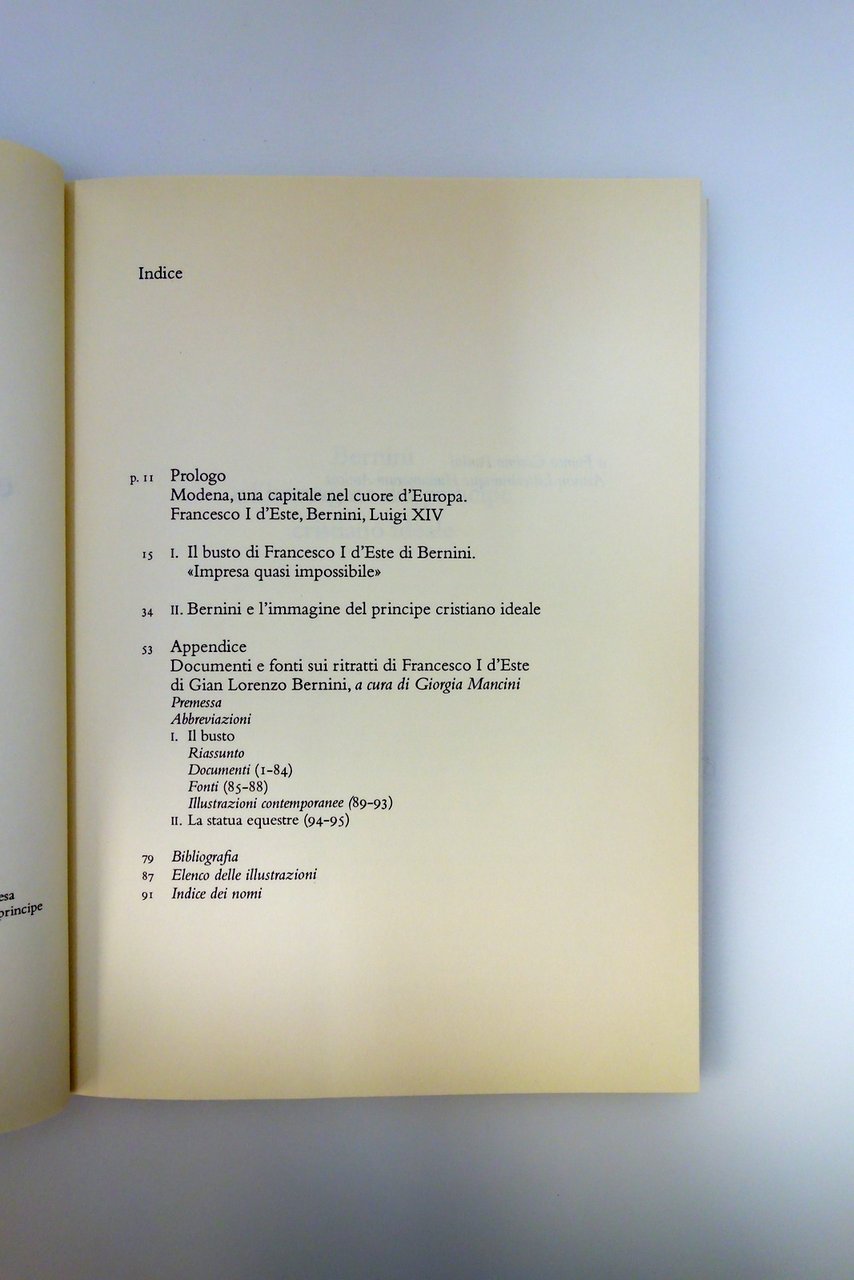 Indice
p. 11 Prologo
Modena, una capitale nel cuore d'Europa.
Francesco I d'Este, Bernini, Luigi XIV
15 I. Il busto di Francesco I d'Este di Bernini.
«Impresa quasi impossibile»
34 II. Bernini e l'immagine del principe cristiano ideale
53 Appendice
Documenti e fonti sui ritratti di Francesco I d'Este
di Gian Lorenzo Bernini, a cura di Giorgia Mancini
Premessa
Abbreviazioni
I. Il busto
Riassunto
Documenti (1-84)
Fonti (85-88)
Illustrazioni contemporanee (89-93)
II. La statua equestre (94-95)
79 Bibliografia
87 Elenco delle illustrazioni
91 Indice dei nomi
esa
principe